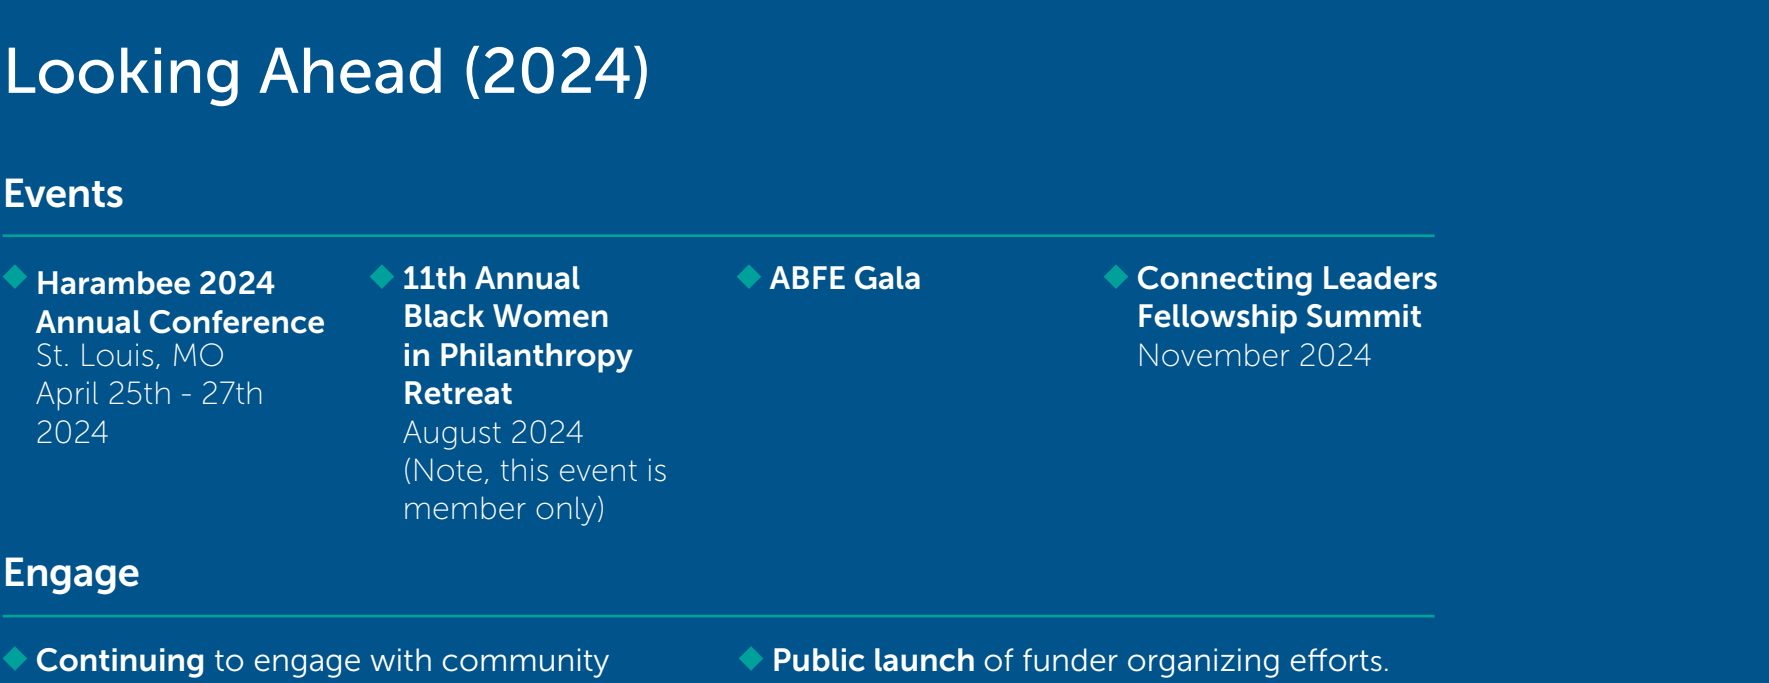 Looking Ahead (2024)
Events
Harambee 2024
Annual Conference
St. Louis, MO
April 25th - 27th
2024
11th Annual
Black Women
in Philanthropy
Retreat
August 2024
(Note, this event is
member only)
ABFE Gala
Connecting Leaders
Fellowship Summit
November 2024
Engage
Continuing to engage with community
Public launch of funder organizing efforts.